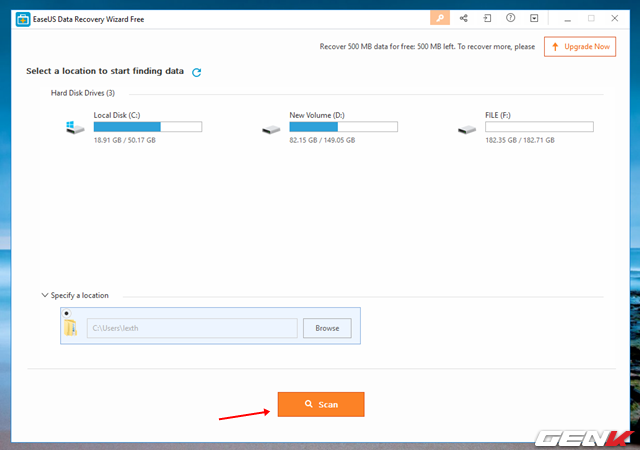 EaseUS Data Recovery Wizard Free
Recover 500 MB data for free: 500 MB left. To recover more, please
Upgrade Now
Select a location to start finding data
Hard Disk Drives (3)
Local Disk (C:)
18.91 GB / 50.17 GB
New Volume (D:)
82.15 GB / 149.05 GB
FILE (F:)
182.35 GB / 182.71 GB
Specify a location
C:\Users\lexth
Browse
Scan
GENK